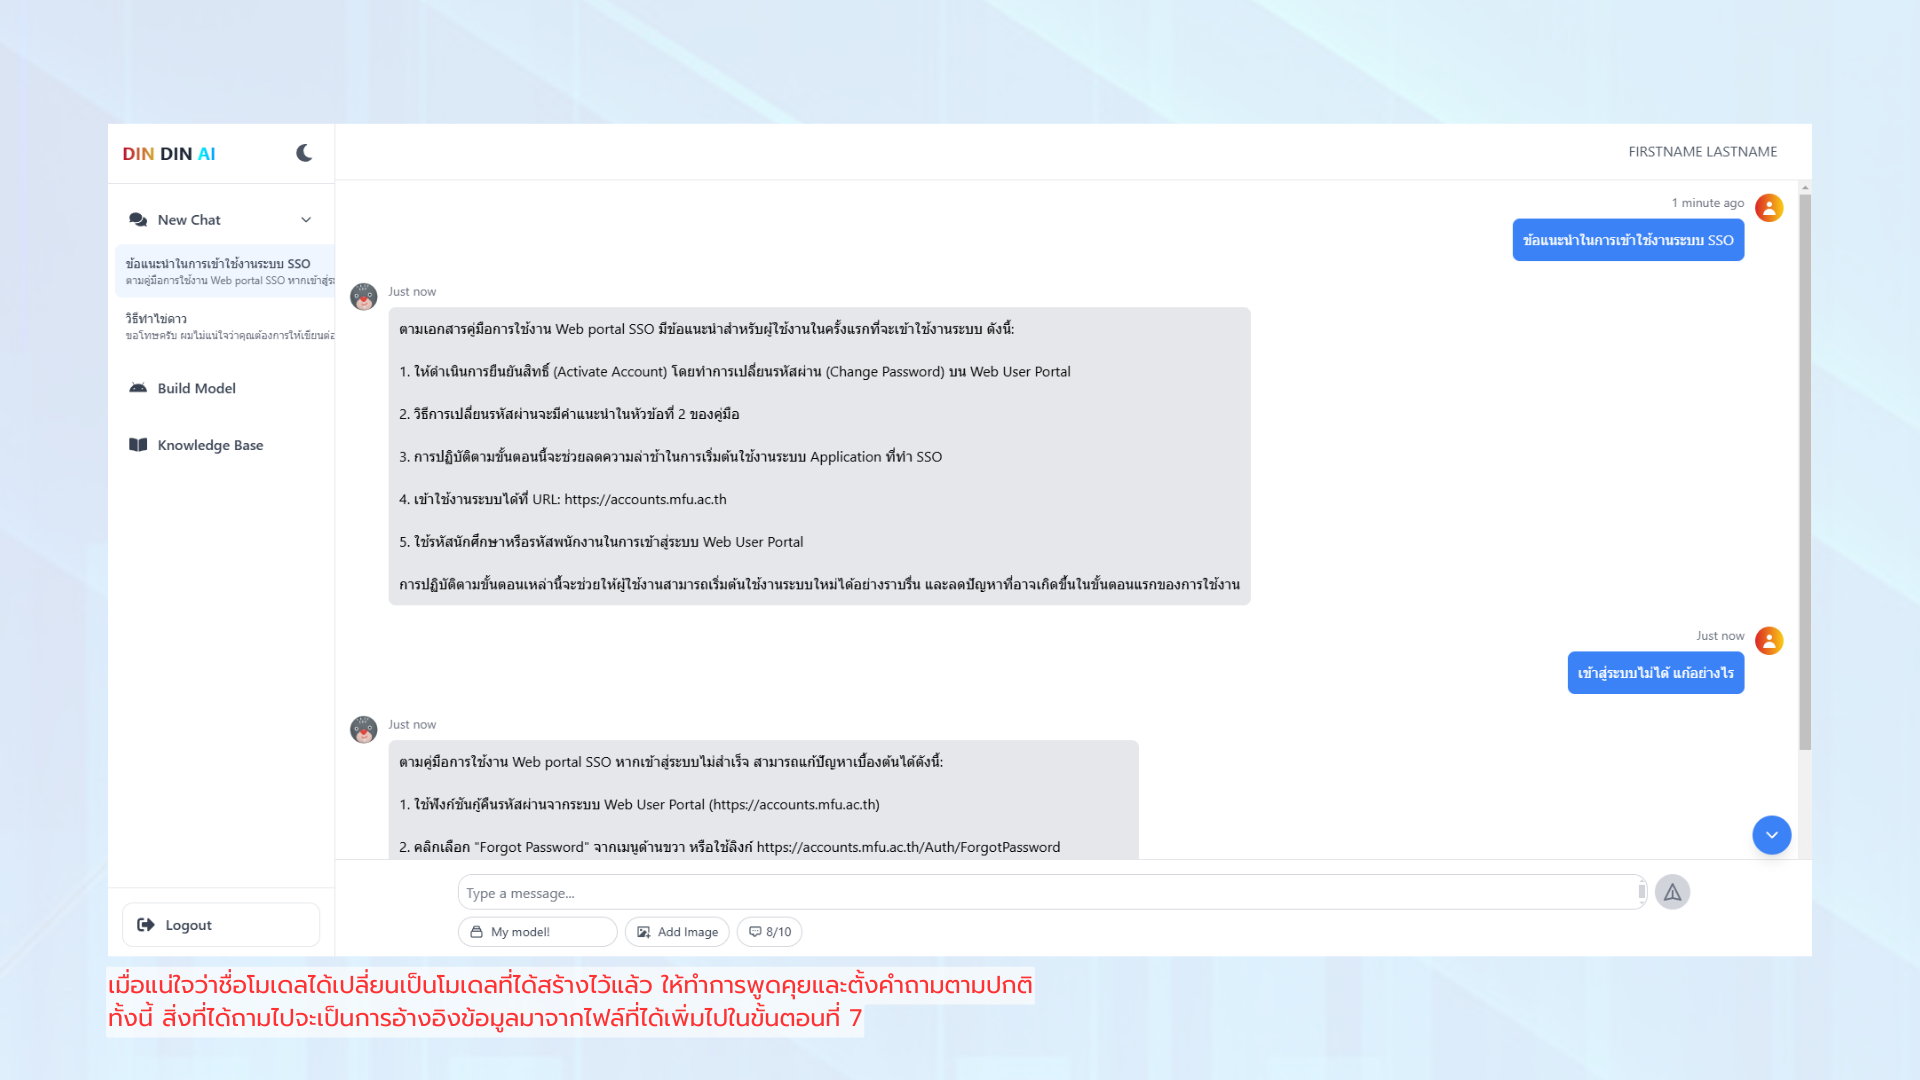 DIN DIN AI
FIRSTNAME LASTNAME
New Chat
ข้อแนะนำในการเข้าใช้งานระบบ SSO
ตามคู่มือการใช้งาน Web portal SSO หากเข้าสู่ระ
วิธีทำไข่ดาว
ขอโทษครับ ผมไม่แน่ใจว่าคุณต้องการให้เขียนต่อ
Build Model
Knowledge Base
Logout
1 minute ago
ข้อแนะนำในการเข้าใช้งานระบบ SSO
Just now
ตามเอกสารคู่มือการใช้งาน Web portal SSO มีข้อแนะนำสำหรับผู้ใช้งานในครั้งแรกที่จะเข้าใช้งานระบบ ดังนี้:
1. ให้ดำเนินการยืนยันสิทธิ์ (Activate Account) โดยทำการเปลี่ยนรหัสผ่าน (Change Password) บน Web User Portal
2. วิธีการเปลี่ยนรหัสผ่านจะมีคำแนะนำในหัวข้อที่ 2 ของคู่มือ
3. การปฏิบัติตามขั้นตอนนี้จะช่วยลดความล่าช้าในการเริ่มต้นใช้งานระบบ Application ที่ทำ SSO
4. เข้าใช้งานระบบได้ที่ URL: https://accounts.mfu.ac.th
5. ใช้รหัสนักศึกษาหรือรหัสพนักงานในการเข้าสู่ระบบ Web User Portal
การปฏิบัติตามขั้นตอนเหล่านี้จะช่วยให้ผู้ใช้งานสามารถเริ่มต้นใช้งานระบบใหม่ได้อย่างราบรื่น และลดปัญหาที่อาจเกิดขึ้นในขั้นตอนแรกของการใช้งาน
Just now
เข้าสู่ระบบไม่ได้ แก้อย่างไร
Just now
ตามคู่มือการใช้งาน Web portal SSO หากเข้าสู่ระบบไม่สำเร็จ สามารถแก้ปัญหาเบื้องต้นได้ดังนี้:
1. ใช้ฟังก์ชันกู้คืนรหัสผ่านจากระบบ Web User Portal (https://accounts.mfu.ac.th)
2. คลิกเลือก "Forgot Password" จากเมนูด้านขวา หรือใช้ลิงก์ https://accounts.mfu.ac.th/Auth/ForgotPassword
Type a message...
My model!
Add Image
8/10
เมื่อแน่ใจว่าชื่อโมเดลได้เปลี่ยนเป็นโมเดลที่ได้สร้างไว้แล้ว ให้ทำการพูดคุยและตั้งคำถามตามปกติ
ทั้งนี้ สิ่งที่ได้ถามไปจะเป็นการอ้างอิงข้อมูลมาจากไฟล์ที่ได้เพิ่มไปในขั้นตอนที่ 7